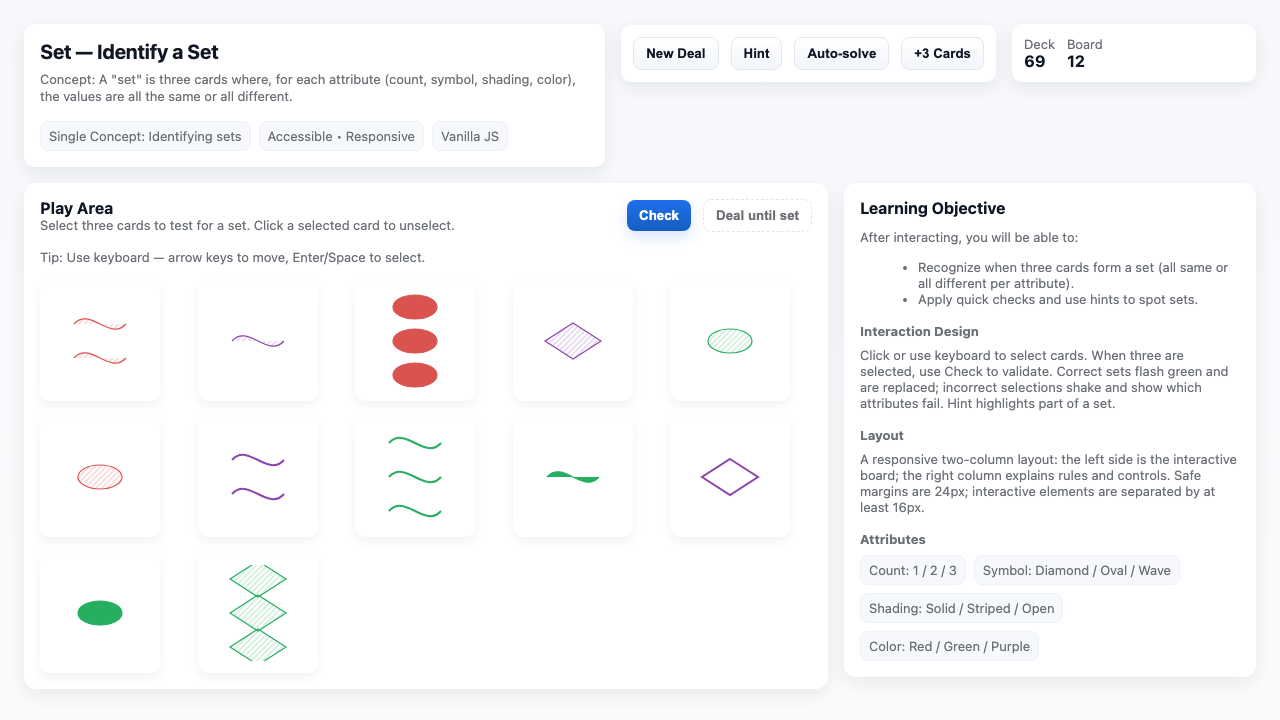 Set — Identify a Set
Concept: A "set" is three cards where, for each attribute (count, symbol, shading, color),
the values are all the same or all different.
Single Concept: Identifying sets
Accessible • Responsive
Vanilla JS
New Deal
Hint
Auto-solve
+3 Cards
Deck
69
Board
12
Play Area
Select three cards to test for a set. Click a selected card to unselect.
Check
Deal until set
Tip: Use keyboard — arrow keys to move, Enter/Space to select.
Learning Objective
After interacting, you will be able to:
• Recognize when three cards form a set (all same or
all different per attribute).
• Apply quick checks and use hints to spot sets.
Interaction Design
Click or use keyboard to select cards. When three are
selected, use Check to validate. Correct sets flash green and
are replaced; incorrect selections shake and show which
attributes fail. Hint highlights part of a set.
Layout
A responsive two-column layout: the left side is the interactive
board; the right column explains rules and controls. Safe
margins are 24px; interactive elements are separated by at
least 16px.
Attributes
Count: 1 / 2 / 3
Symbol: Diamond / Oval / Wave
Shading: Solid / Striped / Open
Color: Red / Green / Purple